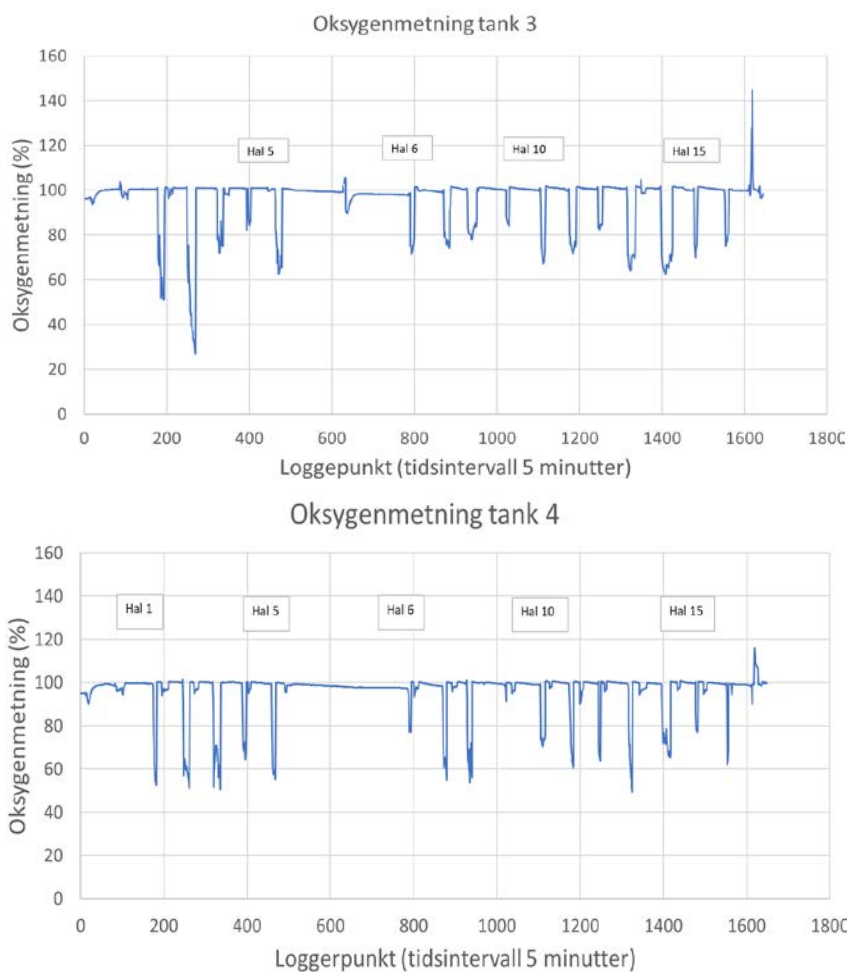 Oksygenmetning tank 3
160
140
120
100
80
60
40
20
0
Oksygenmetning (%)
Hal 5
Hal 6
Hal 10
Hal 15
0 200 400 600 800 1000 1200 1400 1600 1800
Loggepunkt (tidsintervall 5 minutter)
Oksygenmetning tank 4
160
140
120
100
80
60
40
20
0
Oksygenmetning (%)
Hal 1
Hal 5
Hal 6
Hal 10
Hal 15
0 200 400 600 800 1000 1200 1400 1600 1800
Loggerpunkt (tidsintervall 5 minutter)